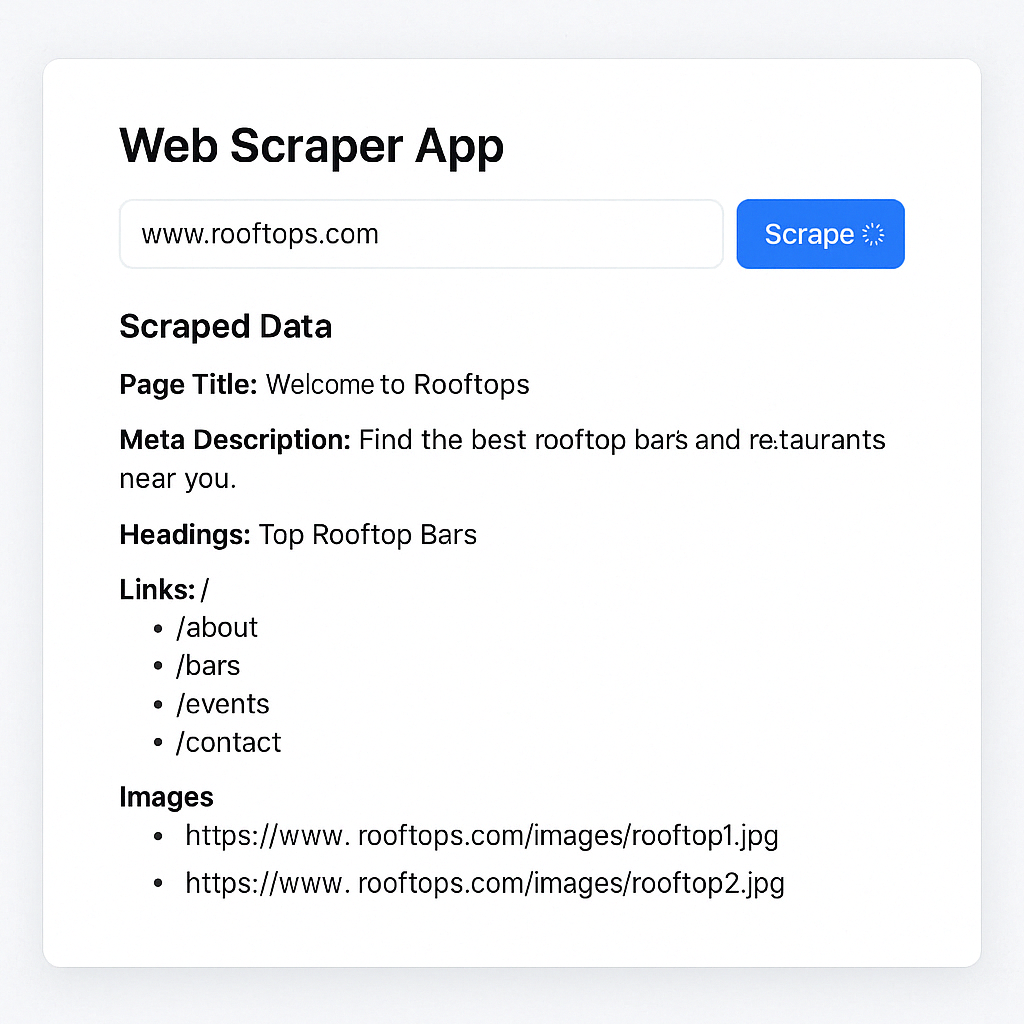 Web Scraper App
www.rooftops.com
Scrape
Scraped Data
Page Title: Welcome to Rooftops
Meta Description: Find the best rooftop bars and re.taurants
near you.
Headings: Top Rooftop Bars
Links: /
• /about
• /bars
• /events
• /contact
Images
• https://www. rooftops.com/images/rooftop1.jpg
• https://www. rooftops.com/images/rooftop2.jpg